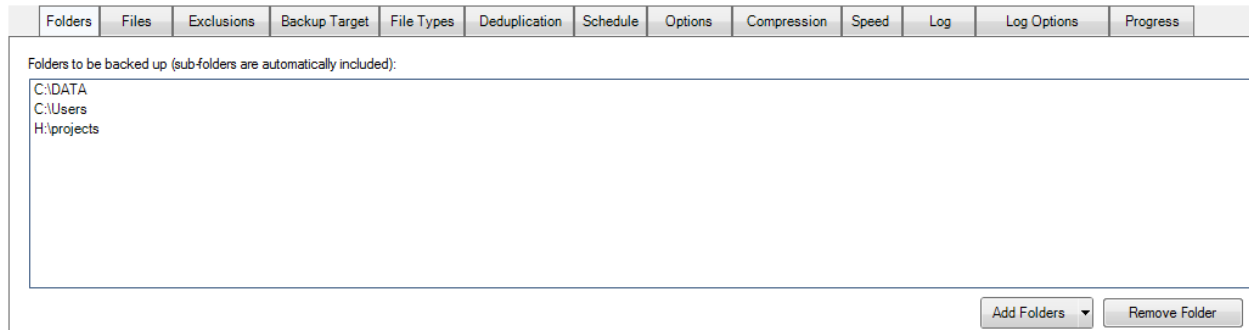 Folders Files Exclusions Backup Target File Types Deduplication Schedule Options Compression Speed Log Log Options Progress
Folders to be backed up (sub-folders are automatically included):
C:\DATA
C:\Users
H:\projects
Add Folders Remove Folder